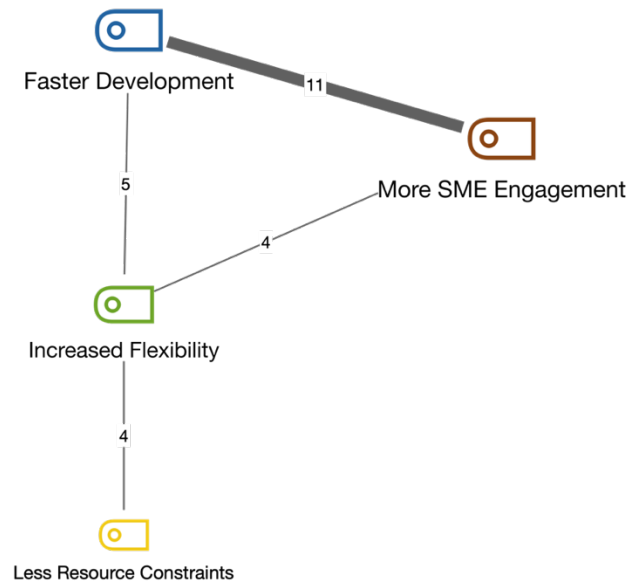 Faster Development
11
More SME Engagement
5
4
Increased Flexibility
4
Less Resource Constraints